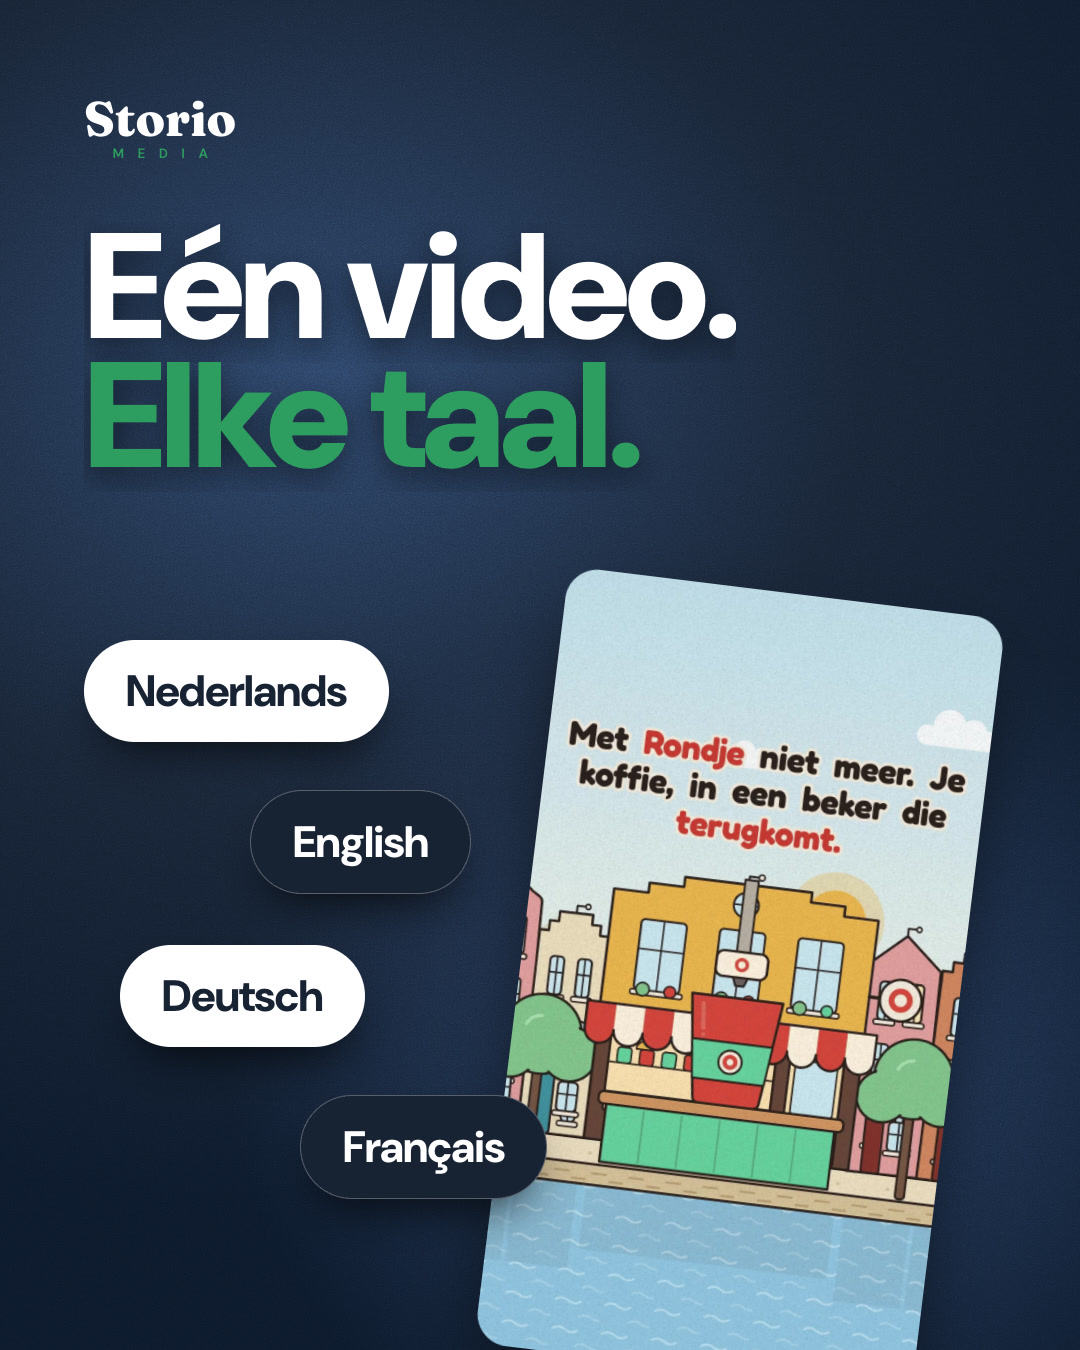 Storio
MEDIA
Eén video.
Elke taal.
Nederlands
English
Deutsch
Français
Met Rondje niet meer. Je
koffie, in een beker die
terugkomt.